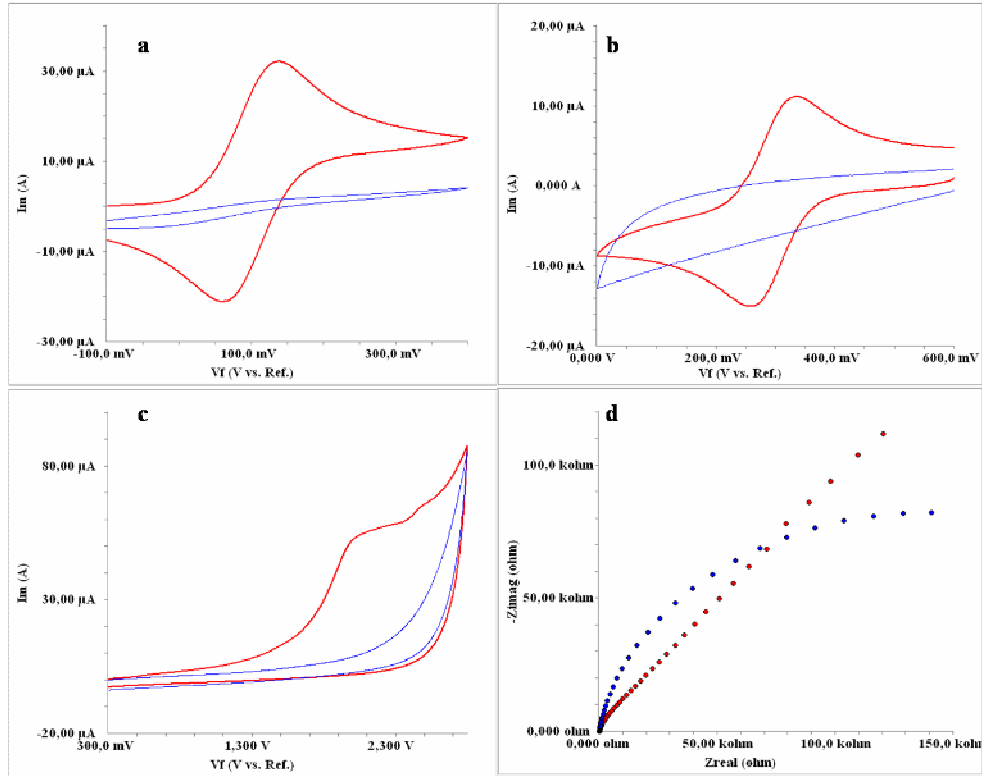 a
30,00 µA
10,00 µA
-10,00 µA
-30,00 µA
Im (A)
-100,0 mV
100,0 mV
300,0 mV
Vf (V vs. Ref.)
b
20,00 µA
10,00 µA
0,000 A
-10,00 µA
-20,00 µA
Im (A)
0,000 V
200,0 mV
400,0 mV
600,0 mV
Vf (V vs. Ref.)
c
80,00 µA
30,00 µA
-20,00 µA
Im (A)
300,0 mV
1,300 V
2,300 V
Vf (V vs. Ref.)
d
100,0 kohm
50,00 kohm
0,000 ohm
-Zimag (ohm)
0,000 ohm
50,00 kohm
100,0 kohm
150,0 kohm
Zreal (ohm)